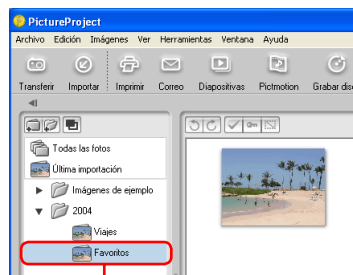 PictureProject
Archivo Edición Imágenes Ver Herramientas Ventana Ayuda
Transferir Importar Imprimir Correo Diapositivas Pictmotion Grabar disc
Todas las fotos
Última importación
Imágenes de ejemplo
2004
Viajes
Favoritos